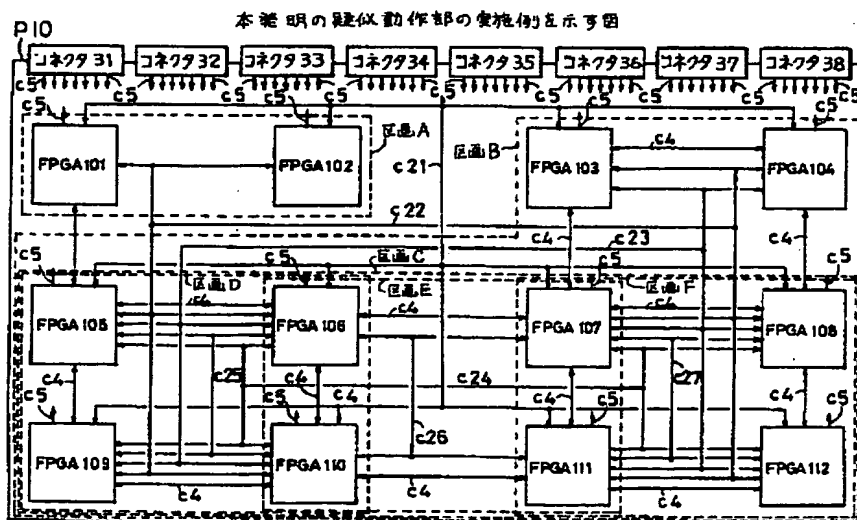 本発明の疑似動作部の実施例を示す図
P10
コネクタ31 コネクタ32 コネクタ33 コネクタ34 コネクタ35 コネクタ36 コネクタ37 コネクタ38
c5 c5 c5 c5 c5 c5 c5 c5 c5
c5 c5 c5 c5
FPGA101 FPGA102 区画A c21 区画B FPGA103 c4 FPGA104
c22
c4 c23 c4
c5 区画C c5
区画D c5 区画E c5 区画F
c4 c4 c4
FPGA105 FPGA106 FPGA107 FPGA108
c4 c25 c4 c24 c4 c27 c4
c5 c5 c4 c26 c5 c5
FPGA109 FPGA110 FPGA111 FPGA112
c4 c4 c4